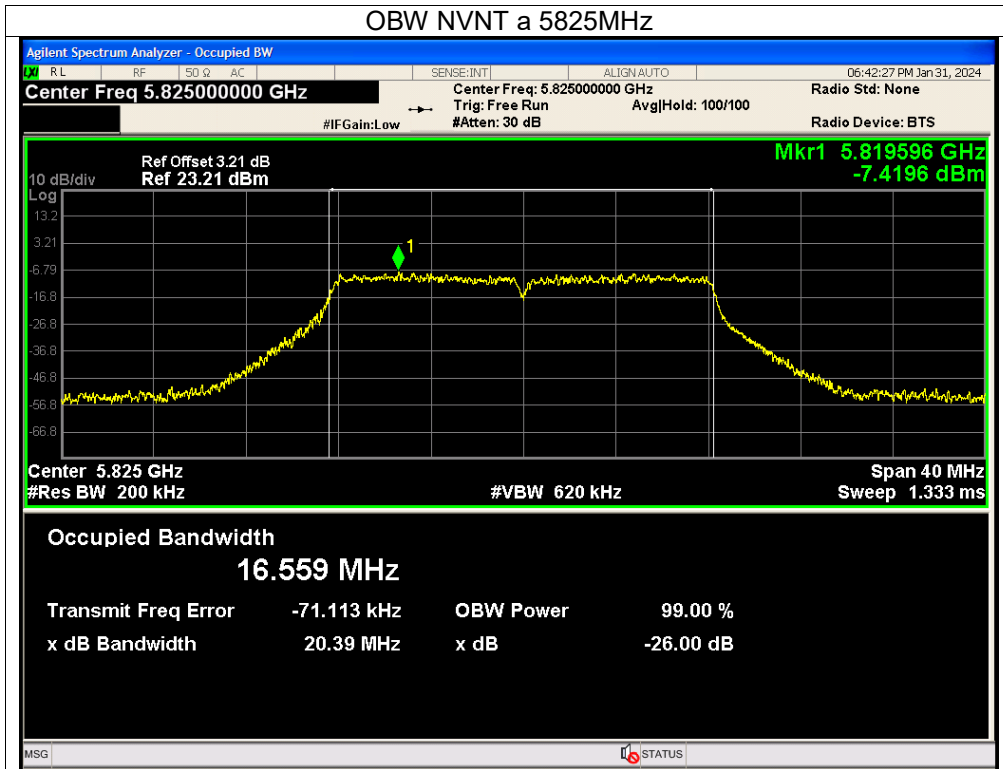 OBW NVNT a 5825MHz
Agilent Spectrum Analyzer - Occupied BW
LXI RL RF 50 Ω AC SENSE:INT ALIGN AUTO 06:42:27 PM Jan 31, 2024
Center Freq 5.825000000 GHz Center Freq: 5.825000000 GHz Radio Std: None
Trig: Free Run Avg|Hold: 100/100
#IFGain:Low #Atten: 30 dB Radio Device: BTS
Mkr1 5.819596 GHz
-7.4196 dBm
Ref Offset 3.21 dB
10 dB/div Ref 23.21 dBm
Log
13.2
3.21
1
-6.79
-16.8
-26.8
-36.8
-46.8
-56.8
-66.8
Center 5.825 GHz Span 40 MHz
#Res BW 200 kHz #VBW 620 kHz Sweep 1.333 ms
Occupied Bandwidth
16.559 MHz
Transmit Freq Error -71.113 kHz OBW Power 99.00 %
x dB Bandwidth 20.39 MHz x dB -26.00 dB
MSG STATUS